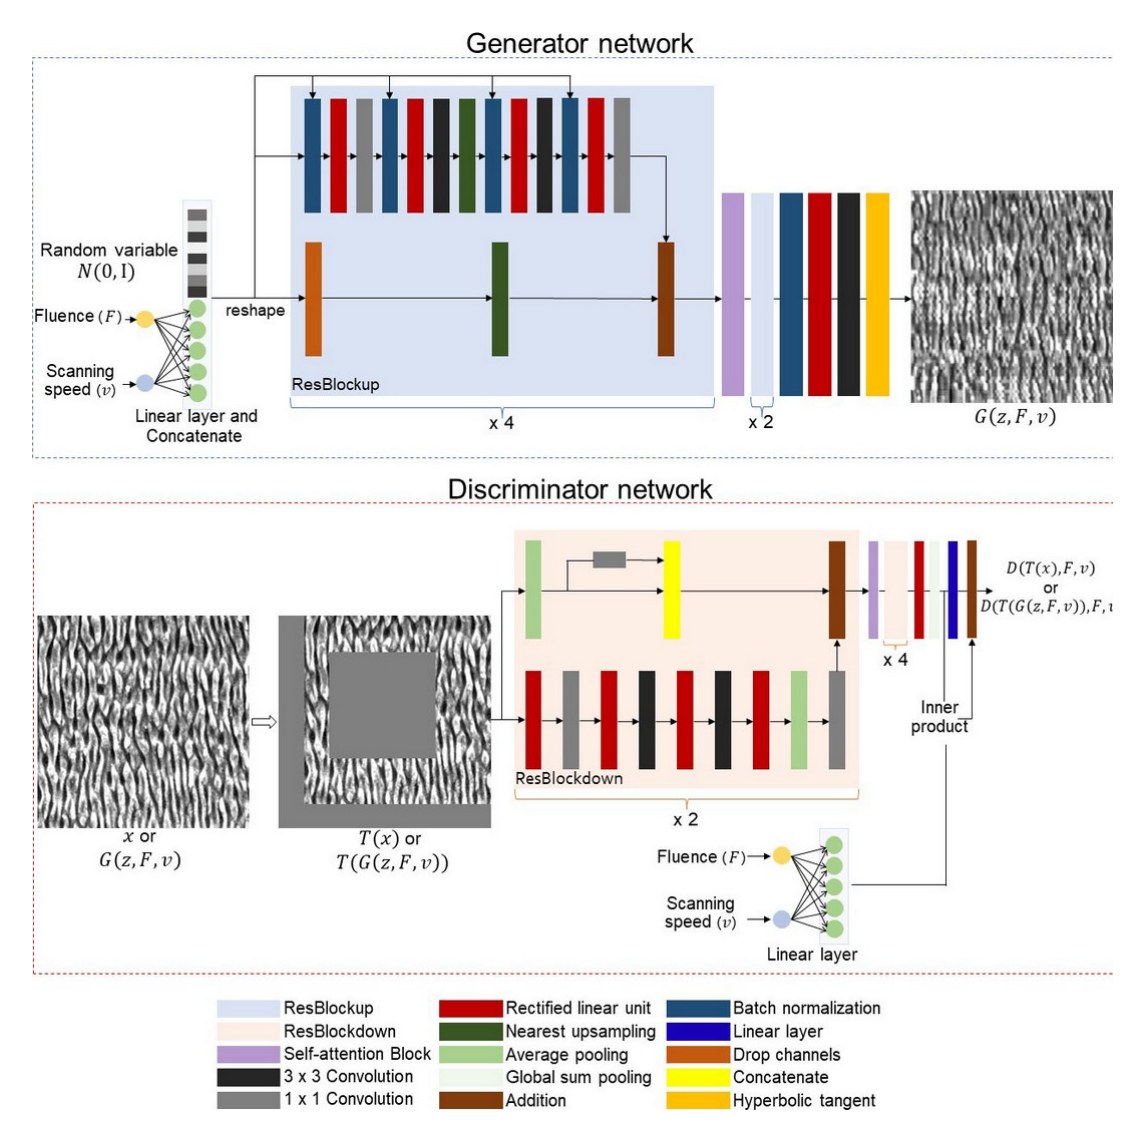 Generator network
Random variable
N(0, I)
Fluence (F)
Scanning
speed (v)
reshape
Linear layer and
Concatenate
ResBlockup
x 4
x 2
G(z, F, v)
Discriminator network
x or
G(z, F, v)
T(x) or
T(G(z, F, v))
ResBlockdown
x 2
x 4
Inner
product
D(T(x), F, v)
or
D(T(G(z, F, v)), F, v
Fluence (F)
Scanning
speed (v)
Linear layer
ResBlockup
ResBlockdown
Self-attention Block
3 x 3 Convolution
1 x 1 Convolution
Rectified linear unit
Nearest upsampling
Average pooling
Global sum pooling
Addition
Batch normalization
Linear layer
Drop channels
Concatenate
Hyperbolic tangent